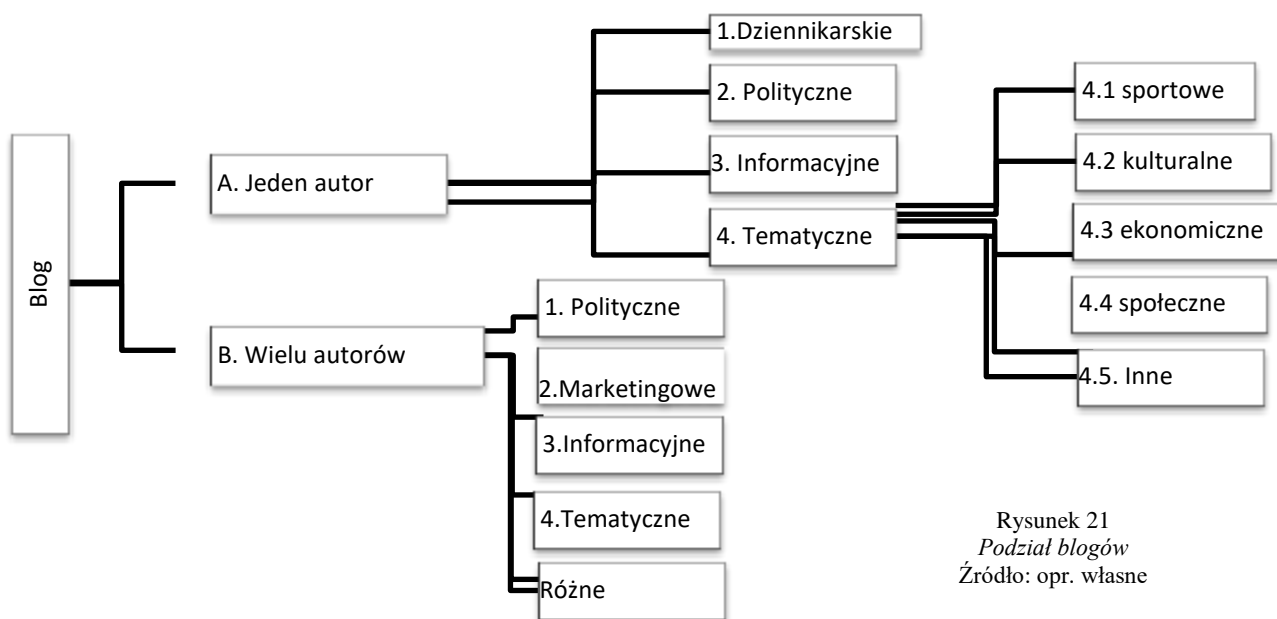 Blog
A. Jeden autor
1.Dziennikarskie
2. Polityczne
3. Informacyjne
4. Tematyczne
4.1 sportowe
4.2 kulturalne
4.3 ekonomiczne
4.4 społeczne
4.5. Inne
B. Wielu autorów
1. Polityczne
2.Marketingowe
3.Informacyjne
4.Tematyczne
Różne
Rysunek 21
Podział blogów
Źródło: opr. własne